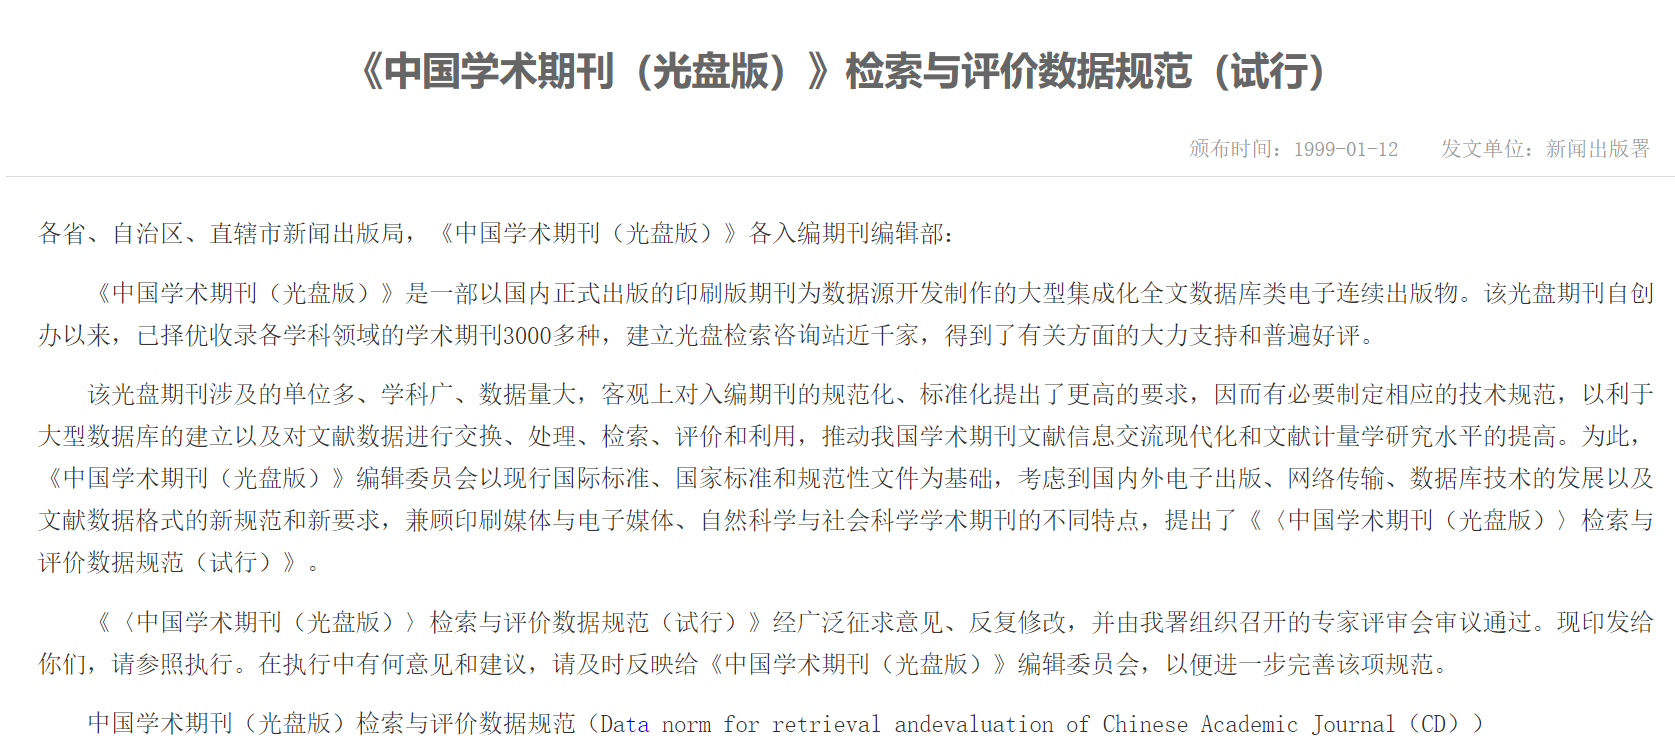 《中国学术期刊（光盘版）》检索与评价数据规范（试行）
颁布时间：1999-01-12 发文单位：新闻出版署
各省、自治区、直辖市新闻出版局，《中国学术期刊（光盘版）》各入编期刊编辑部：
《中国学术期刊（光盘版）》是一部以国内正式出版的印刷版期刊为数据源开发制作的大型集成化全文数据库类电子连续出版物。该光盘期刊自创
办以来，已择优收录各学科领域的学术期刊3000多种，建立光盘检索咨询站近千家，得到了有关方面的大力支持和普遍好评。
该光盘期刊涉及的单位多、学科广、数据量大，客观上对入编期刊的规范化、标准化提出了更高的要求，因而有必要制定相应的技术规范，以利于
大型数据库的建立以及对文献数据进行交换、处理、检索、评价和利用，推动我国学术期刊文献信息交流现代化和文献计量学研究水平的提高。为此，
《中国学术期刊（光盘版）》编辑委员会以现行国际标准、国家标准和规范性文件为基础，考虑到国内外电子出版、网络传输、数据库技术的发展以及
文献数据格式的新规范和新要求，兼顾印刷媒体与电子媒体、自然科学与社会科学学术期刊的不同特点，提出了《〈中国学术期刊（光盘版）〉检索与
评价数据规范（试行）》。
《〈中国学术期刊（光盘版）〉检索与评价数据规范（试行）》经广泛征求意见、反复修改，并由我署组织召开的专家评审会审议通过。现印发给
你们，请参照执行。在执行中有何意见和建议，请及时反映给《中国学术期刊（光盘版）》编辑委员会，以便进一步完善该项规范。
中国学术期刊（光盘版）检索与评价数据规范（Data norm for retrieval andevaluation of Chinese Academic Journal（CD））